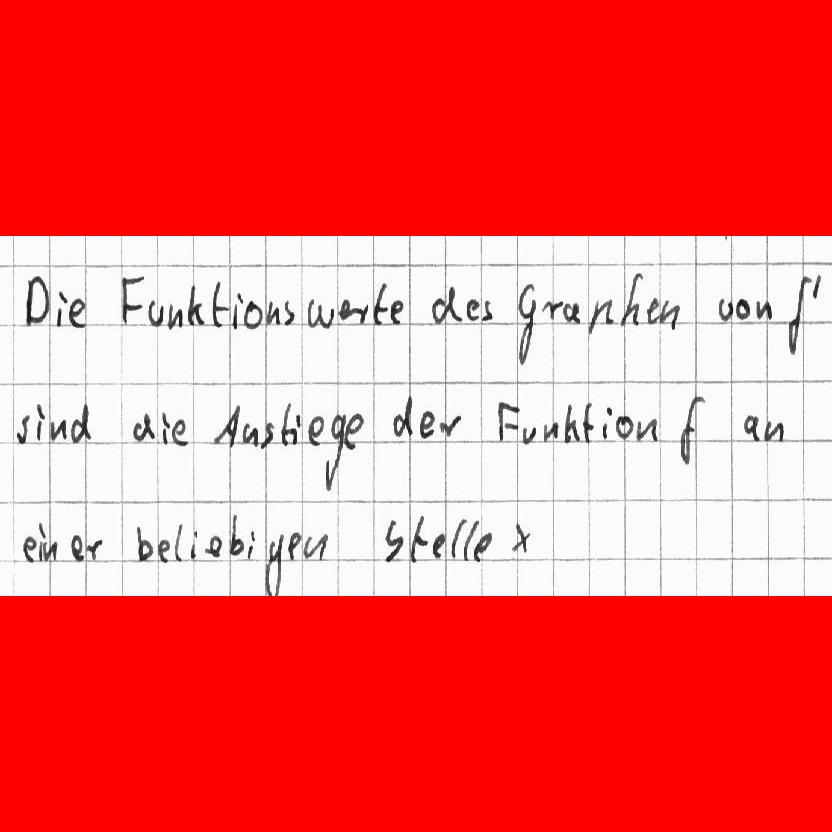 Die Funktionswerte des Graphen von f'
sind die Anstiege der Funktion f an
einer beliebigen Stelle x